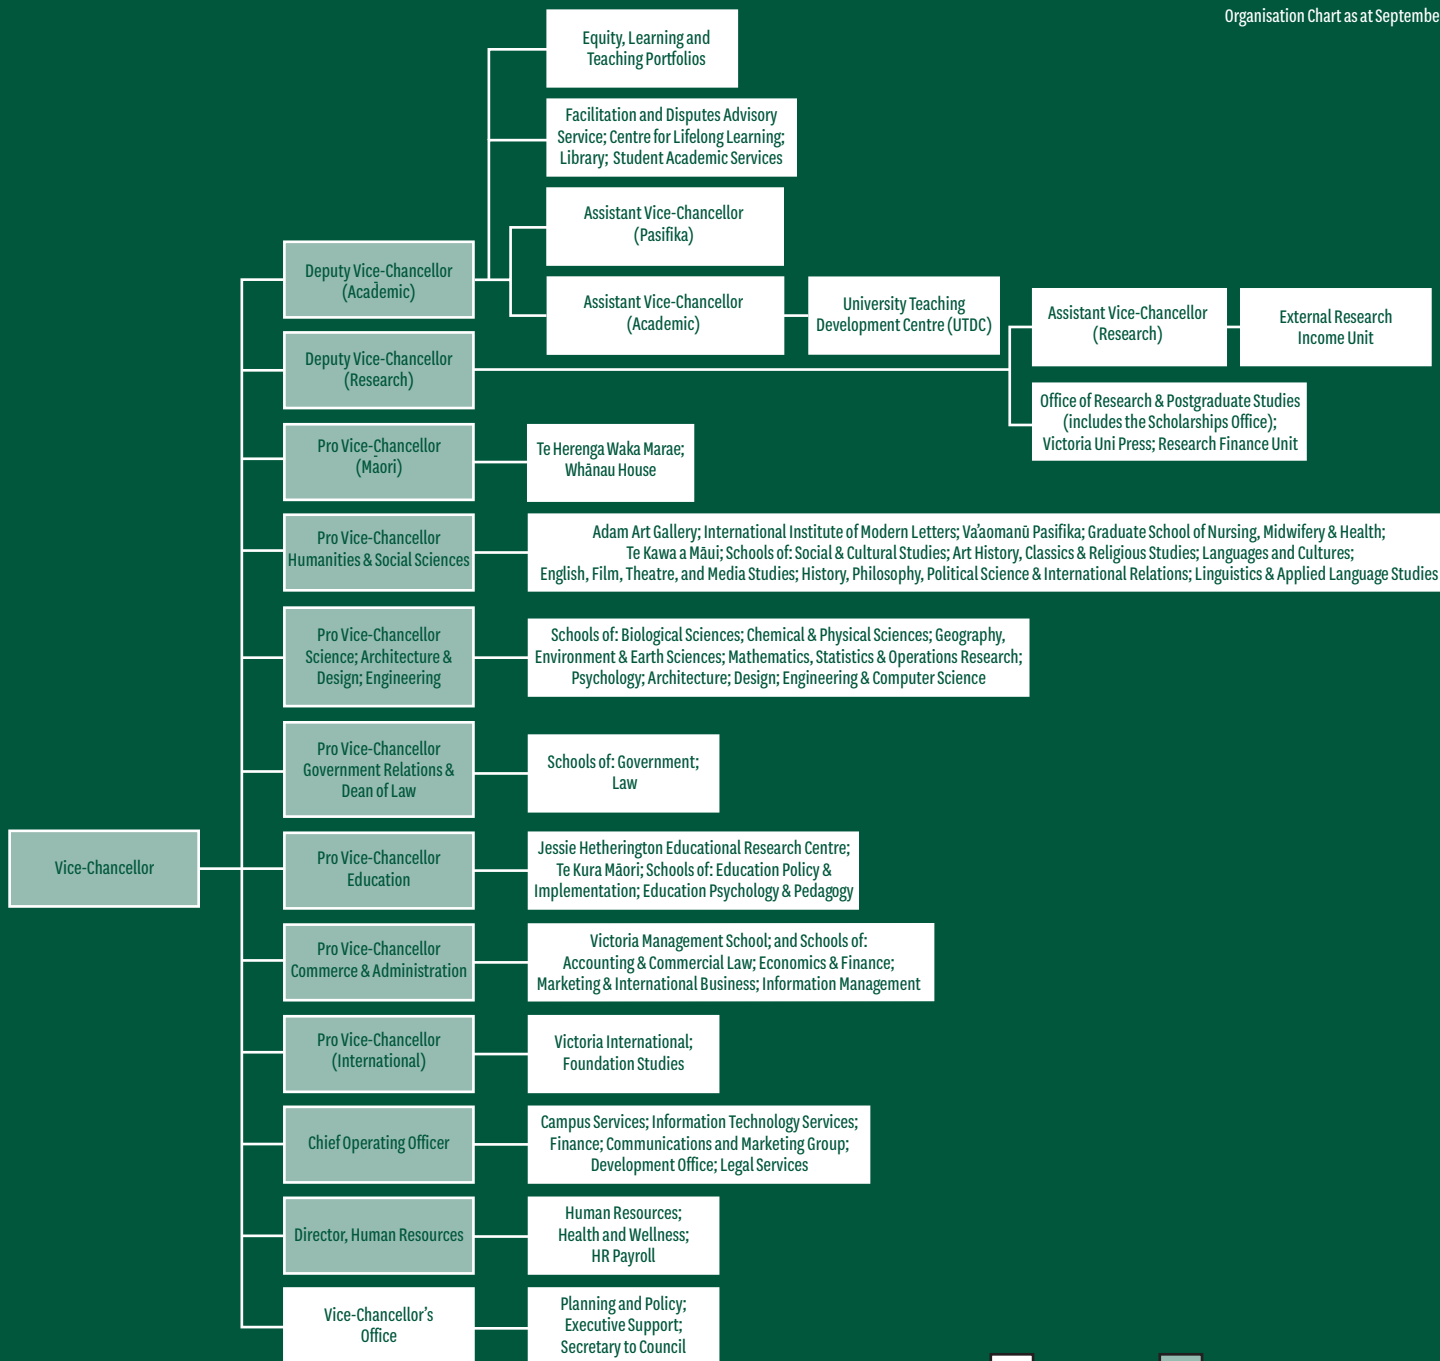 Organisation Chart as at Septembe
Equity, Learning and
Teaching Portfolios
Facilitation and Disputes Advisory
Service; Centre for Lifelong Learning;
Library; Student Academic Services
Assistant Vice-Chancellor
(Pasifika)
Deputy Vice-Chancellor
(Academic)
Assistant Vice-Chancellor
(Academic)
University Teaching
Development Centre (UTDC)
Assistant Vice-Chancellor
(Research)
External Research
Income Unit
Deputy Vice-Chancellor
(Research)
Office of Research & Postgraduate Studies
(includes the Scholarships Office);
Victoria Uni Press; Research Finance Unit
Pro Vice-Chancellor
(Māori)
Te Herenga Waka Marae;
Whānau House
Pro Vice-Chancellor
Humanities & Social Sciences
Adam Art Gallery; International Institute of Modern Letters; Va’aomanū Pasifika; Graduate School of Nursing, Midwifery & Health;
Te Kawa a Māui; Schools of: Social & Cultural Studies; Art History, Classics & Religious Studies; Languages and Cultures;
English, Film, Theatre, and Media Studies; History, Philosophy, Political Science & International Relations; Linguistics & Applied Language Studies
Pro Vice-Chancellor
Science; Architecture &
Design; Engineering
Schools of: Biological Sciences; Chemical & Physical Sciences; Geography,
Environment & Earth Sciences; Mathematics, Statistics & Operations Research;
Psychology; Architecture; Design; Engineering & Computer Science
Pro Vice-Chancellor
Government Relations &
Dean of Law
Schools of: Government;
Law
Vice-Chancellor
Pro Vice-Chancellor
Education
Jessie Hetherington Educational Research Centre;
Te Kura Māori; Schools of: Education Policy &
Implementation; Education Psychology & Pedagogy
Pro Vice-Chancellor
Commerce & Administration
Victoria Management School; and Schools of:
Accounting & Commercial Law; Economics & Finance;
Marketing & International Business; Information Management
Pro Vice-Chancellor
(International)
Victoria International;
Foundation Studies
Chief Operating Officer
Campus Services; Information Technology Services;
Finance; Communications and Marketing Group;
Development Office; Legal Services
Director, Human Resources
Human Resources;
Health and Wellness;
HR Payroll
Vice-Chancellor’s
Office
Planning and Policy;
Executive Support;
Secretary to Council